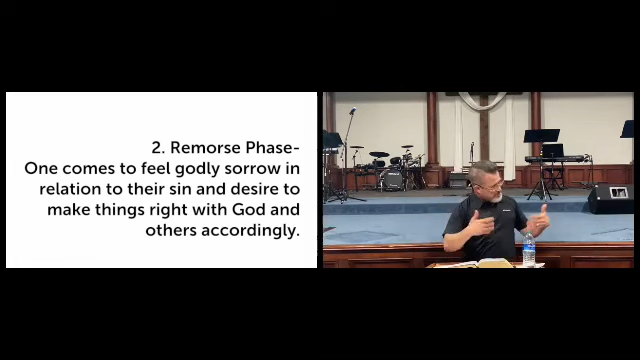 2. Remorse Phase-
One comes to feel godly sorrow in
relation to their sin and desire to
make things right with God and
others accordingly.